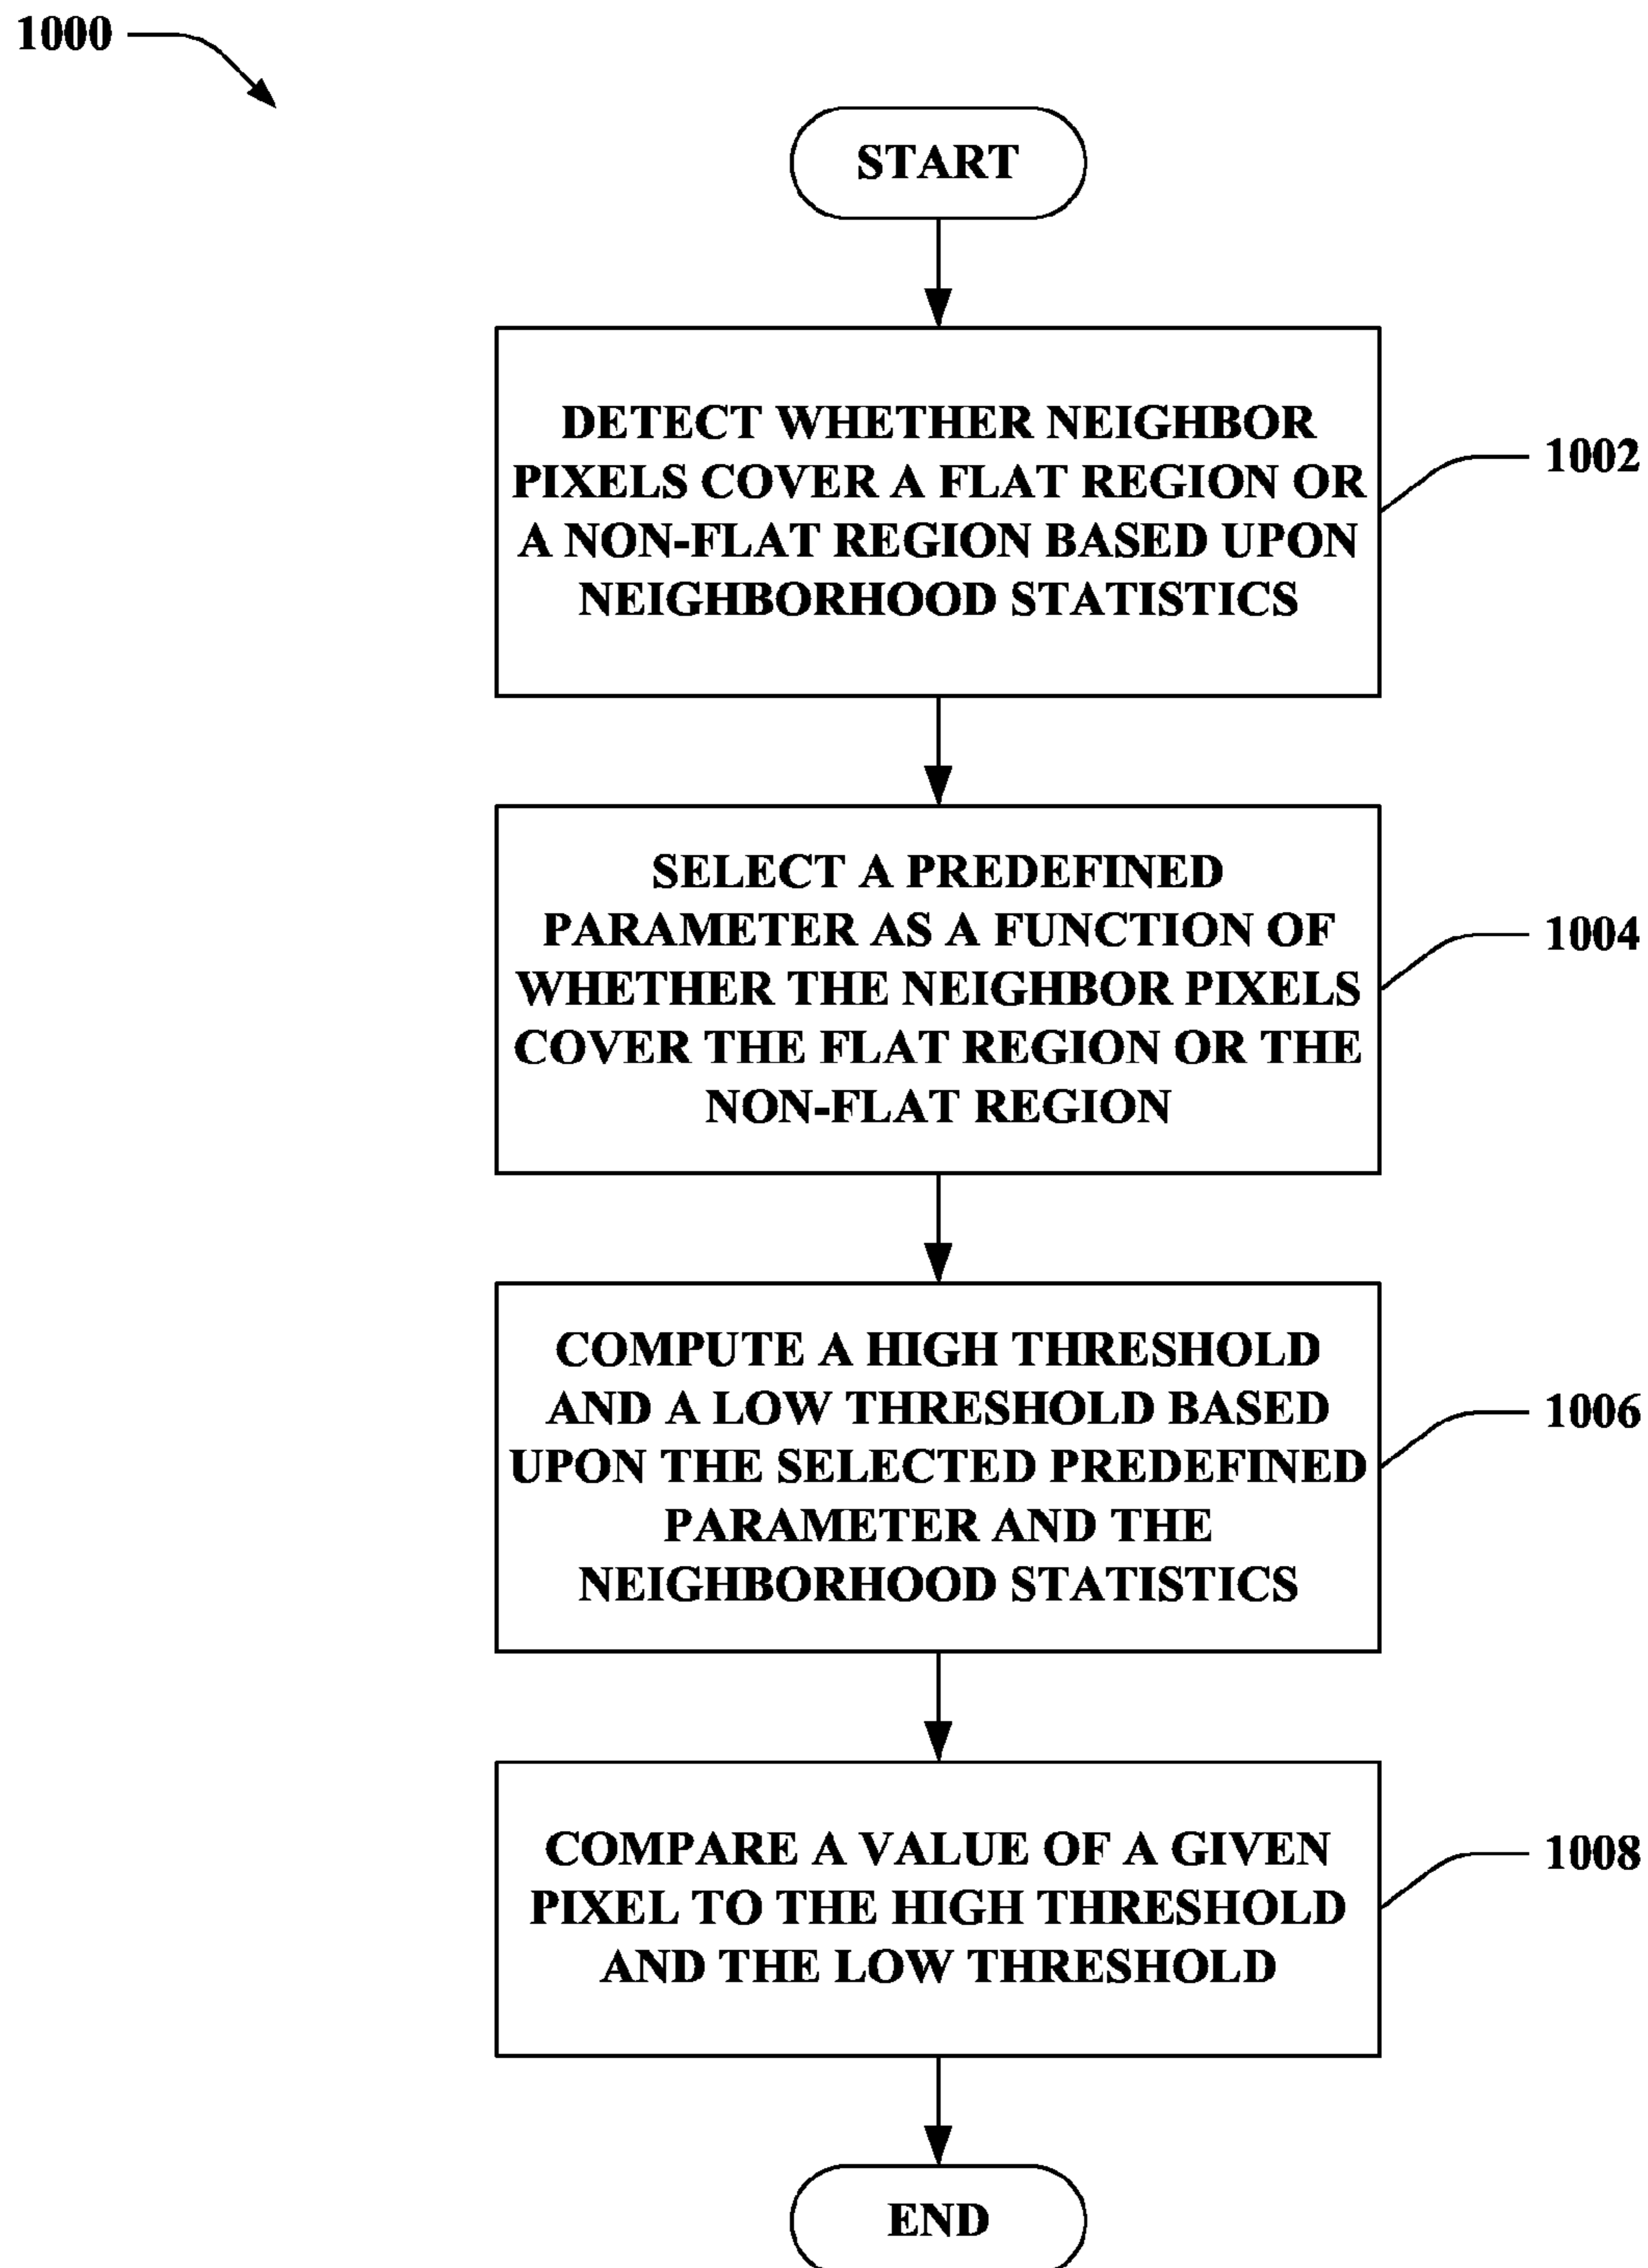 1000
START
DETECT WHETHER NEIGHBOR
PIXELS COVER A FLAT REGION OR
A NON-FLAT REGION BASED UPON
NEIGHBORHOOD STATISTICS
1002
SELECT A PREDEFINED
PARAMETER AS A FUNCTION OF
WHETHER THE NEIGHBOR PIXELS
COVER THE FLAT REGION OR THE
NON-FLAT REGION
1004
COMPUTE A HIGH THRESHOLD
AND A LOW THRESHOLD BASED
UPON THE SELECTED PREDEFINED
PARAMETER AND THE
NEIGHBORHOOD STATISTICS
1006
COMPARE A VALUE OF A GIVEN
PIXEL TO THE HIGH THRESHOLD
AND THE LOW THRESHOLD
1008
END